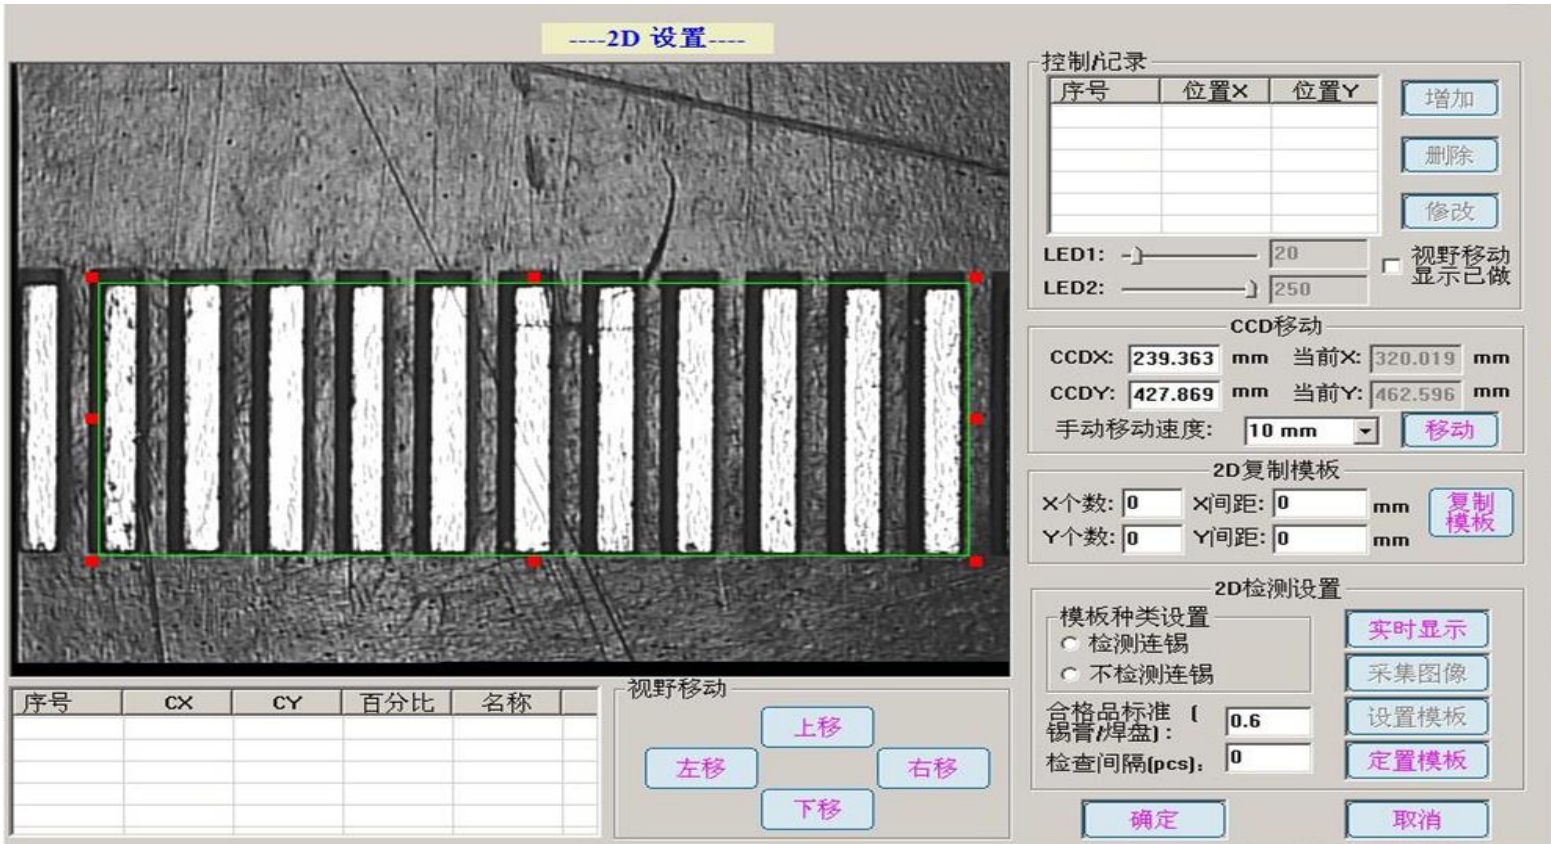 ----2D 设置----
控制/记录
序号 位置X 位置Y
增加
删除
修改
LED1: 20
LED2: 250
视野移动
显示已做
CCD移动
CCDX: 239.363 mm 当前X: 320.019 mm
CCDY: 427.869 mm 当前Y: 462.596 mm
手动移动速度: 10 mm 移动
2D复制模板
X个数: 0 X间距: 0 mm
Y个数: 0 Y间距: 0 mm
复制
模板
2D检测设置
模板种类设置
检测连锡
不检测连锡
合格品标准 (
锡膏/焊盘) : 0.6
检查间隔(pcs): 0
实时显示
采集图像
设置模板
定置模板
确定 取消
序号 CX CY 百分比 名称
视野移动
上移
左移 右移
下移